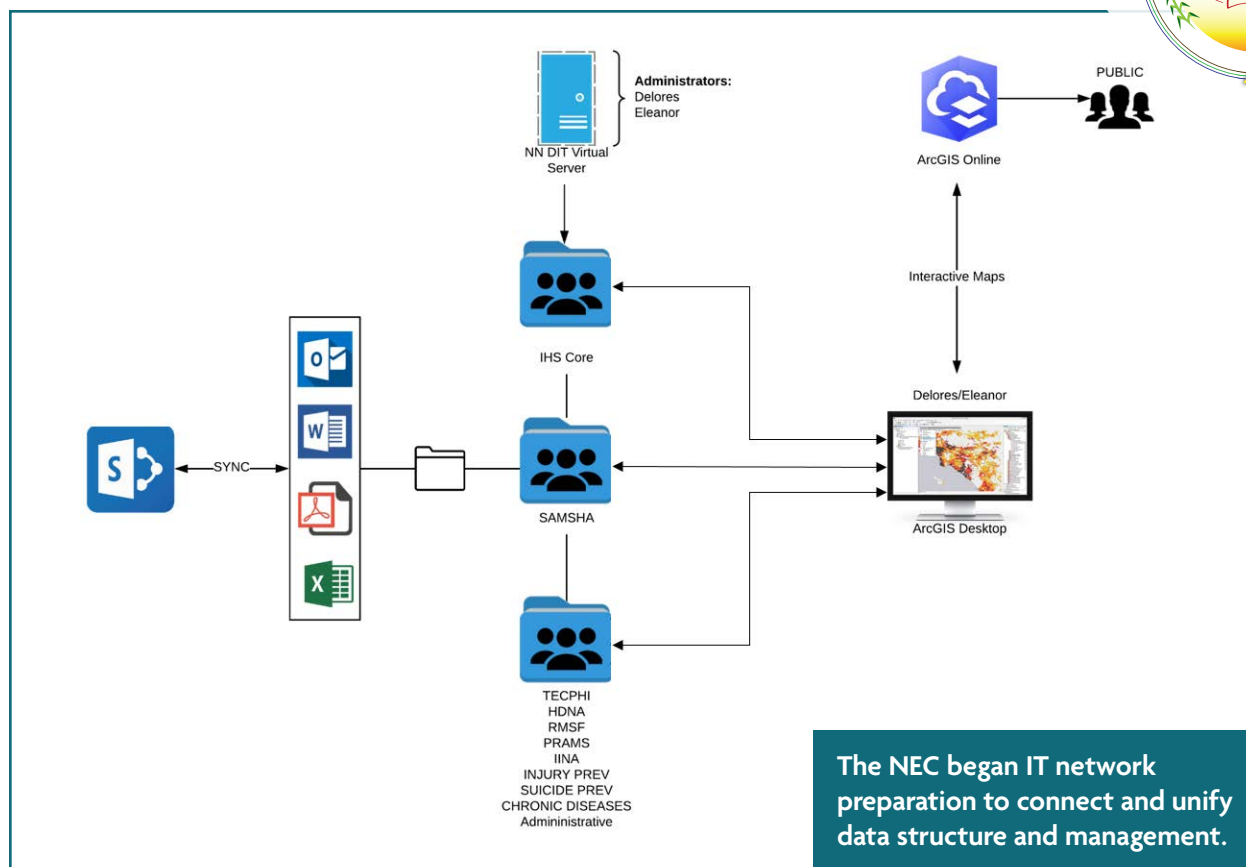 Administrators:
Delores
Eleanor
NN DIT Virtual
Server
PUBLIC
ArcGIS Online
Interactive Maps
IHS Core
Delores/Eleanor
ArcGIS Desktop
S
SYNC
O
W
X
SAMSHA
TECPHI
HDNA
RMSF
PRAMS
IINA
INJURY PREV
SUICIDE PREV
CHRONIC DISEASES
Admininistrative
The NEC began IT network
preparation to connect and unify
data structure and management.